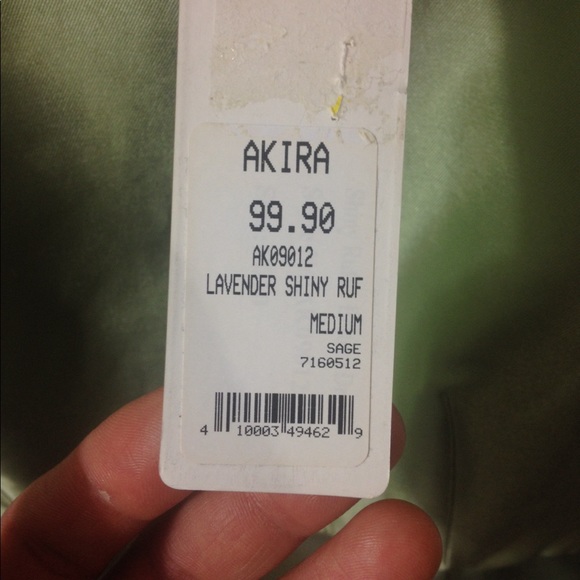 AKIRA
99.90
AK09012
LAVENDER SHINY RUF
MEDIUM
SAGE
7160512
4 10003 49462 9